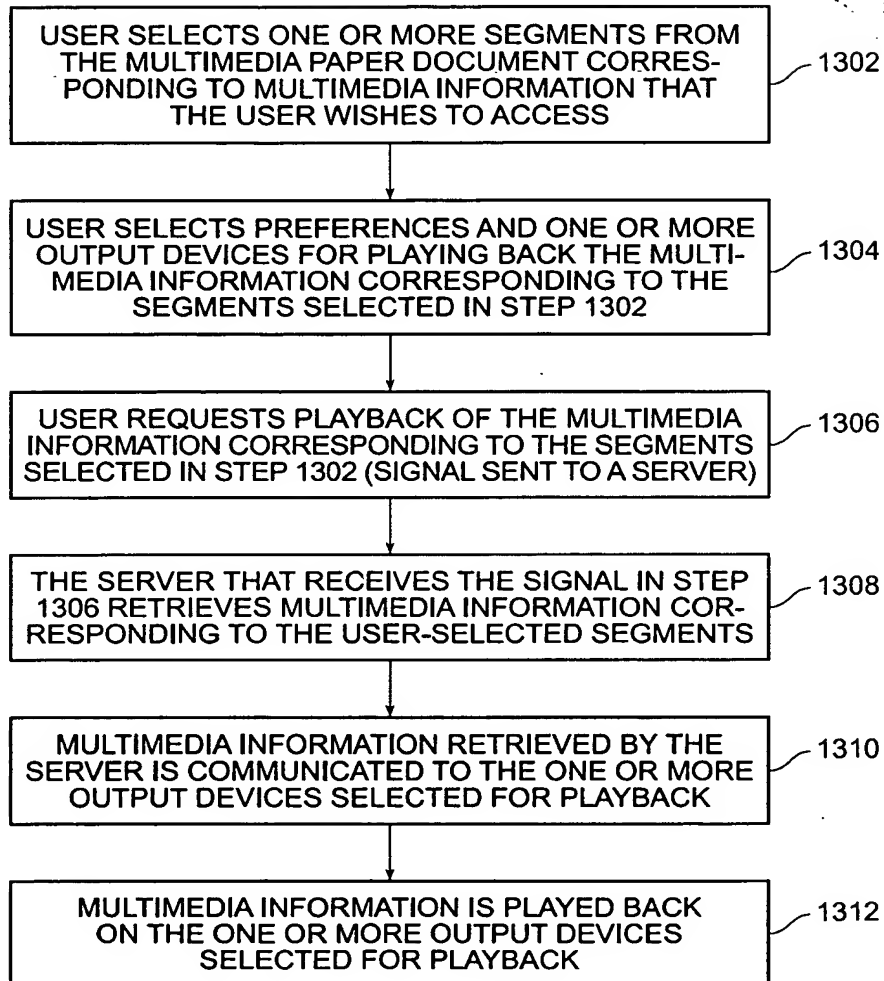 USER SELECTS ONE OR MORE SEGMENTS FROM
THE MULTIMEDIA PAPER DOCUMENT CORRES-
PONDING TO MULTIMEDIA INFORMATION THAT
THE USER WISHES TO ACCESS
1302
USER SELECTS PREFERENCES AND ONE OR MORE
OUTPUT DEVICES FOR PLAYING BACK THE MULTI-
MEDIA INFORMATION CORRESPONDING TO THE
SEGMENTS SELECTED IN STEP 1302
1304
USER REQUESTS PLAYBACK OF THE MULTIMEDIA
INFORMATION CORRESPONDING TO THE SEGMENTS
SELECTED IN STEP 1302 (SIGNAL SENT TO A SERVER)
1306
THE SERVER THAT RECEIVES THE SIGNAL IN STEP
1306 RETRIEVES MULTIMEDIA INFORMATION COR-
RESPONDING TO THE USER-SELECTED SEGMENTS
1308
MULTIMEDIA INFORMATION RETRIEVED BY THE
SERVER IS COMMUNICATED TO THE ONE OR MORE
OUTPUT DEVICES SELECTED FOR PLAYBACK
1310
MULTIMEDIA INFORMATION IS PLAYED BACK
ON THE ONE OR MORE OUTPUT DEVICES
SELECTED FOR PLAYBACK
1312